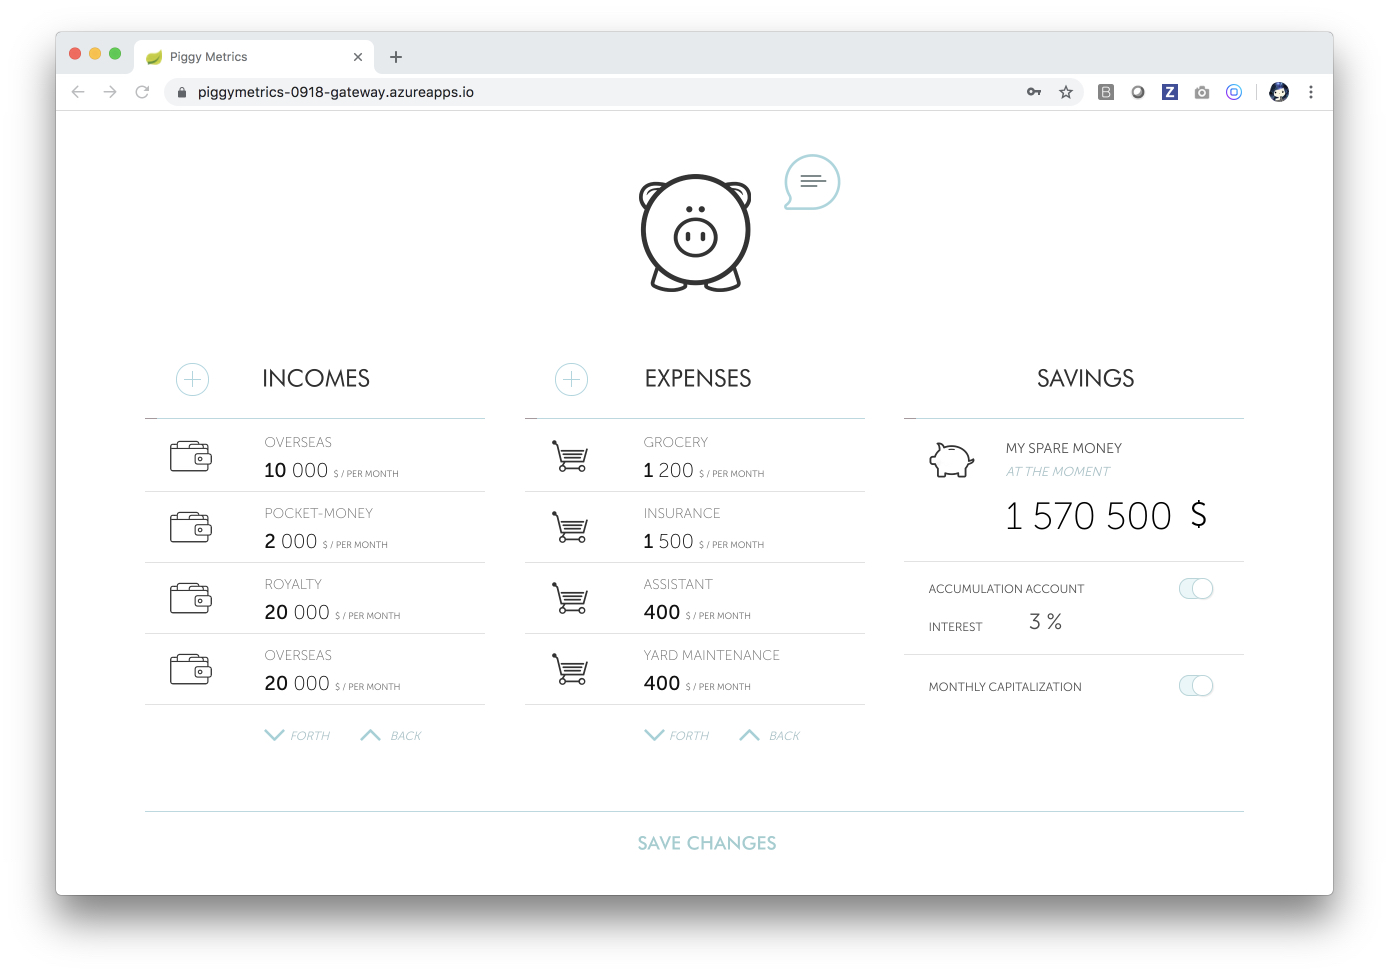 Piggy Metrics
piggymetrics-0918-gateway.azureapps.io
INCOMES
OVERSEAS
10 000 $ / PER MONTH
POCKET-MONEY
2 000 $ / PER MONTH
ROYALTY
20 000 $ / PER MONTH
OVERSEAS
20 000 $ / PER MONTH
FORTH BACK
EXPENSES
GROCERY
1 200 $ / PER MONTH
INSURANCE
1 500 $ / PER MONTH
ASSISTANT
400 $ / PER MONTH
YARD MAINTENANCE
400 $ / PER MONTH
FORTH BACK
SAVINGS
MY SPARE MONEY
AT THE MOMENT
1 570 500 $
ACCUMULATION ACCOUNT
INTEREST 3 %
MONTHLY CAPITALIZATION
SAVE CHANGES